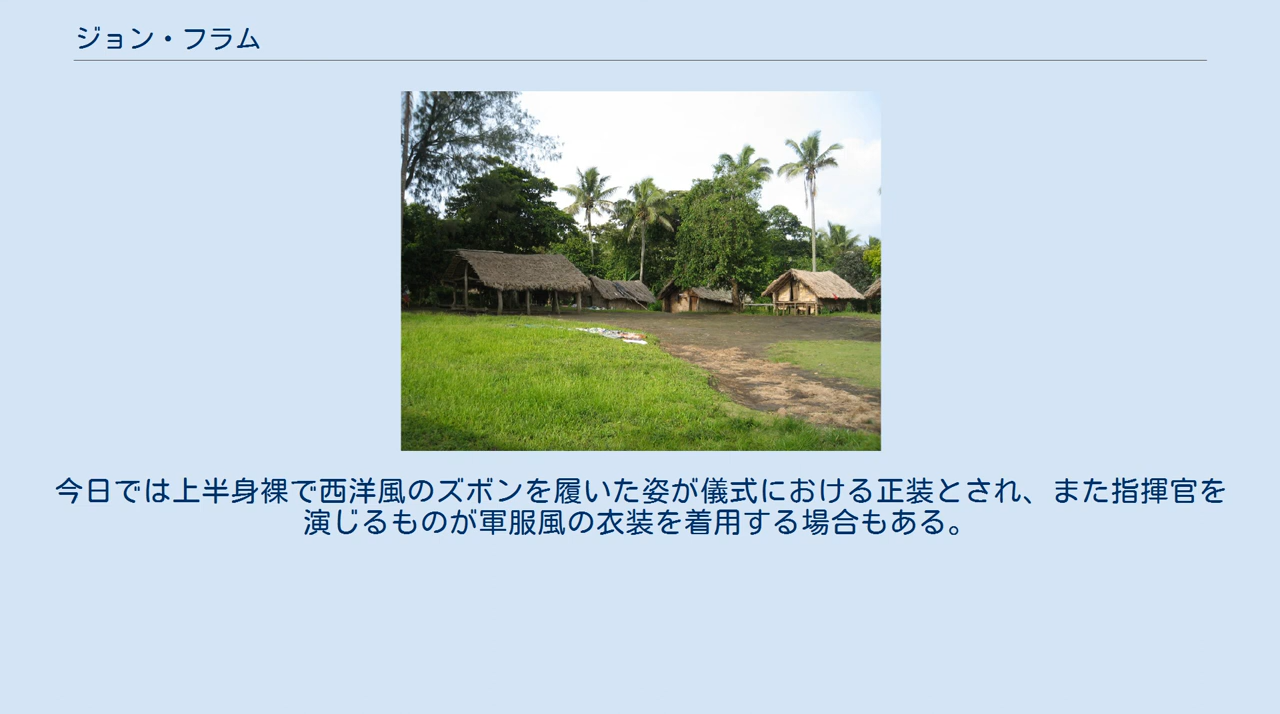 ジョン・フラム
今日では上半身裸で西洋風のズボンを履いた姿が儀式における正装とされ、また指揮官を
演じるものが軍服風の衣装を着用する場合もある。